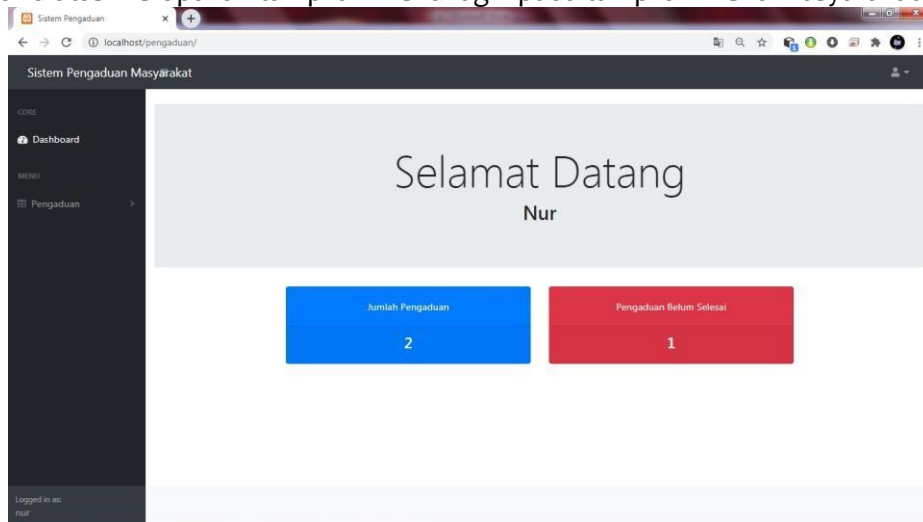 Sistem Pengaduan
localhost/pengaduan/
Sistem Pengaduan Masyarakat
CORE
Dashboard
MENU
Pengaduan
Selamat Datang
Nur
Jumlah Pengaduan
2
Pengaduan Belum Selesai
1
Logged in as:
nur